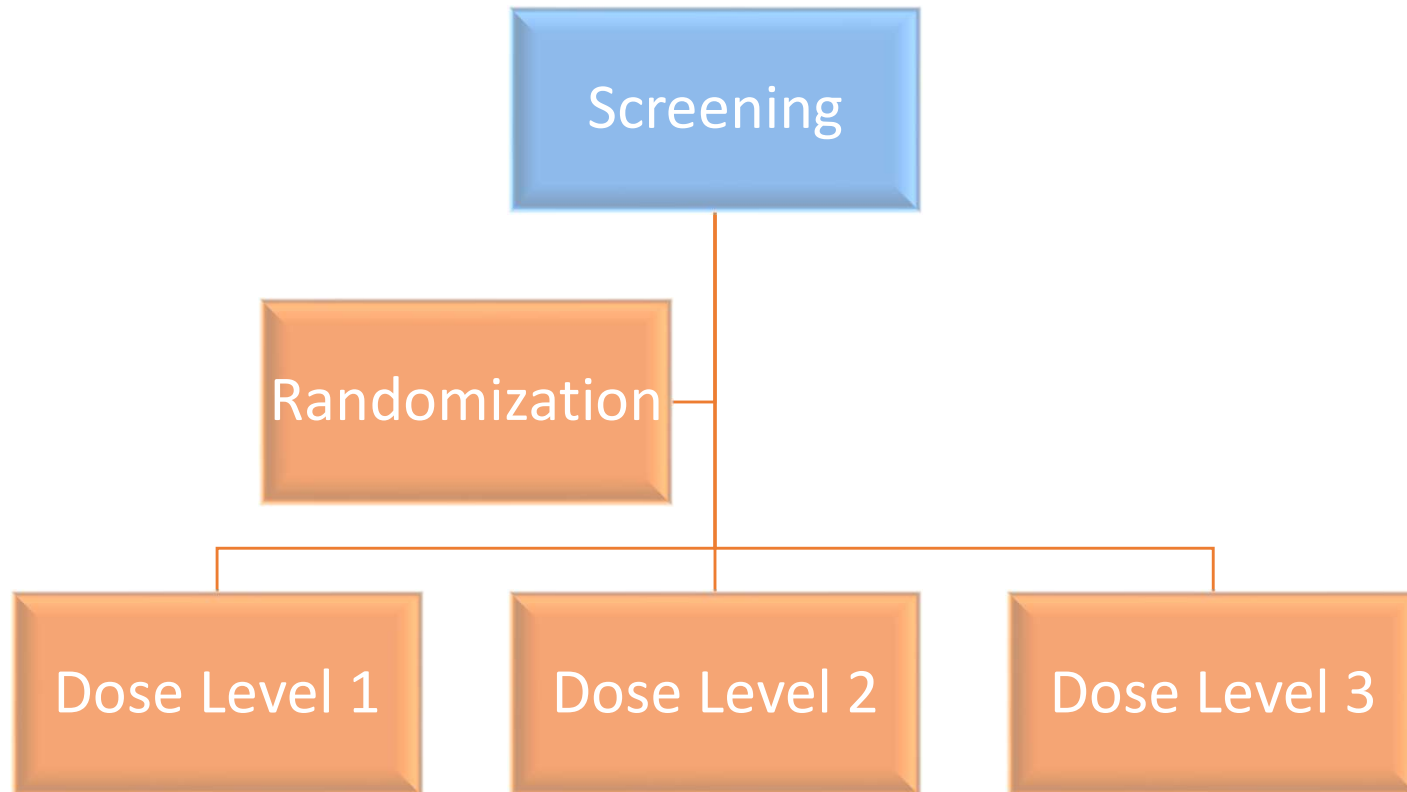 Screening
Randomization
Dose Level 1
Dose Level 2
Dose Level 3